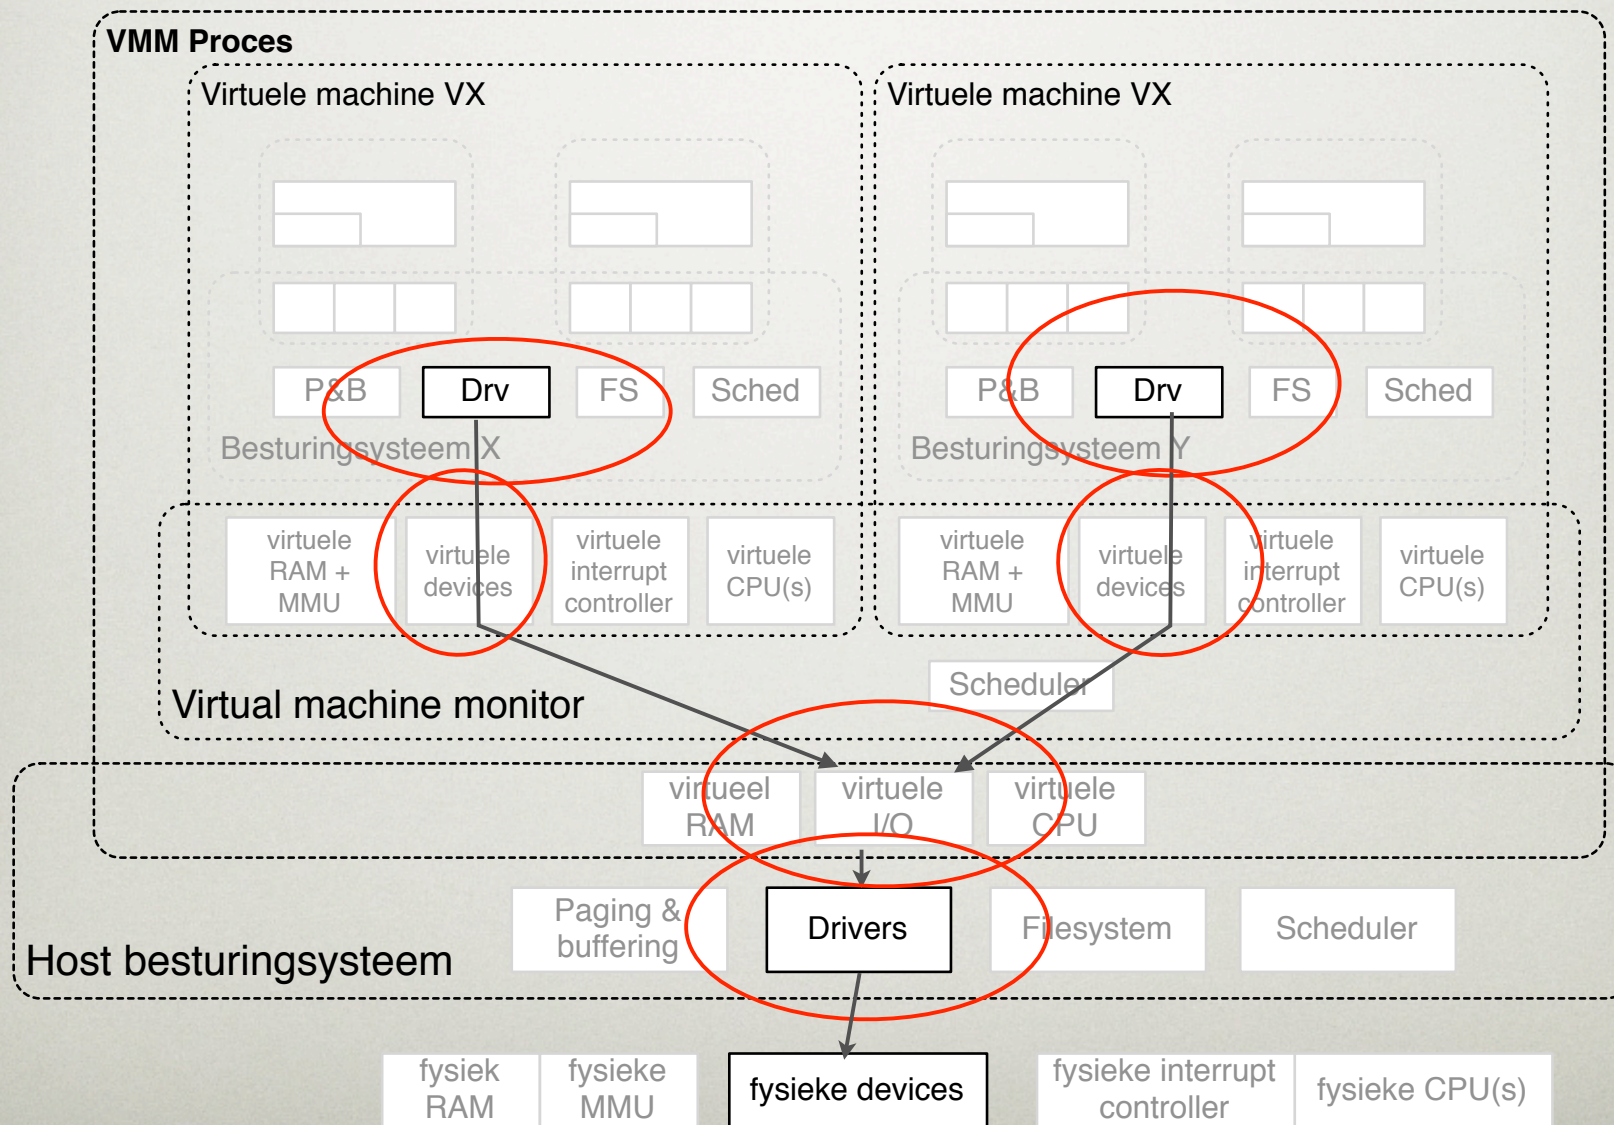 VMM Proces
Virtuele machine VX
Virtuele machine VX
P&B
Drv
FS
Sched
P&B
Drv
FS
Sched
Besturingsysteem X
Besturingsysteem Y
virtuele
RAM +
MMU
virtuele
devices
virtuele
interrupt
controller
virtuele
CPU(s)
virtuele
RAM +
MMU
virtuele
devices
virtuele
interrupt
controller
virtuele
CPU(s)
Scheduler
Virtual machine monitor
virtueel
RAM
virtuele
I/O
virtuele
CPU
Paging &
buffering
Drivers
Filesystem
Scheduler
Host besturingsysteem
fysiek
RAM
fysieke
MMU
fysieke devices
fysieke interrupt
controller
fysieke CPU(s)